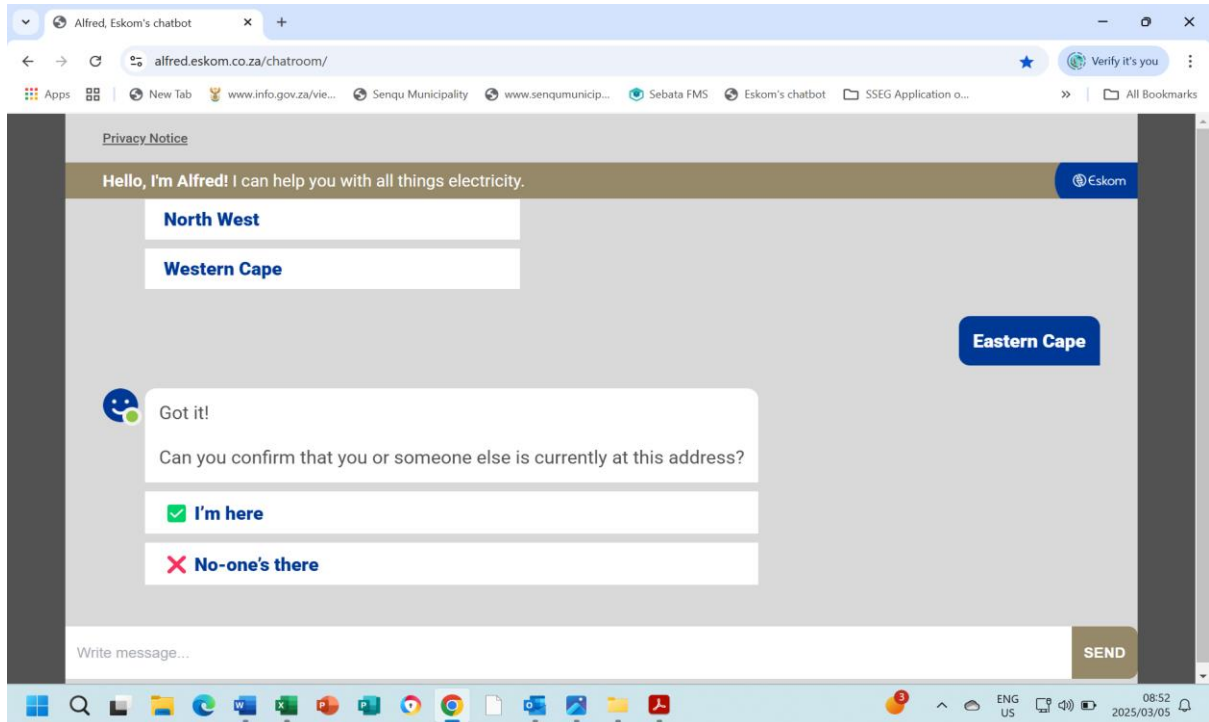 Alfred, Eskom's chatbot
alfred.eskom.co.za/chatroom/
Verify it's you
Apps
New Tab
www.info.gov.za/vie...
Senqu Municipality
www.senqumunicip...
Sebata FMS
Eskom's chatbot
SSEG Application o...
»
All Bookmarks
Privacy Notice
Hello, I'm Alfred! I can help you with all things electricity.
Eskom
North West
Western Cape
Eastern Cape
Got it!
Can you confirm that you or someone else is currently at this address?
I'm here
No-one's there
Write message...
SEND
3
ENG
US
08:52
2025/03/05